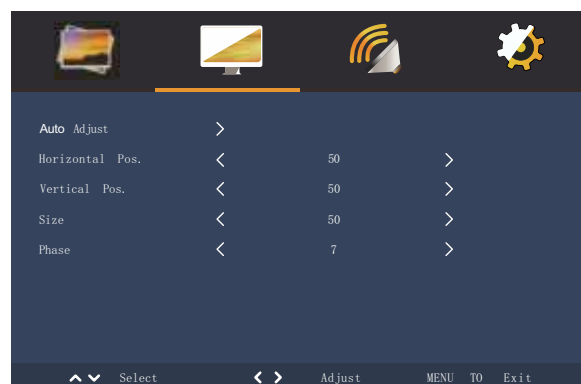 Auto Adjust
Horizontal Pos. 50
Vertical Pos. 50
Size 50
Phase 7
Select Adjust MENU TO Exit